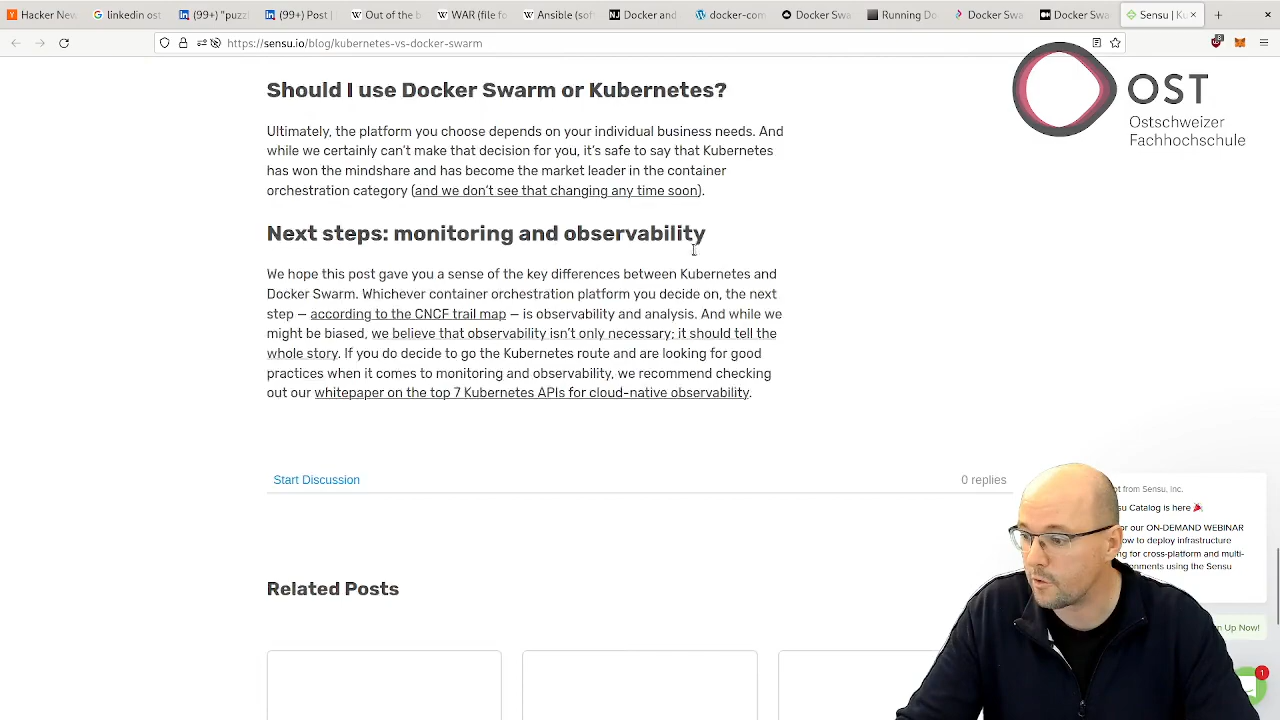 Hacker New
linkedin ost
(99+) "puzz
(99+) Post |
Out of the b
WAR (file fo
Ansible (sof
Docker and
docker-com
Docker Swa
Running Do
Docker Swa
Docker Swa
Sensu | Ku
https://sensu.io/blog/kubernetes-vs-docker-swarm
OST
Ostschweizer
Fachhochschule
Should I use Docker Swarm or Kubernetes?
Ultimately, the platform you choose depends on your individual business needs. And
while we certainly can't make that decision for you, it's safe to say that Kubernetes
has won the mindshare and has become the market leader in the container
orchestration category (and we don't see that changing any time soon).
Next steps: monitoring and observability
We hope this post gave you a sense of the key differences between Kubernetes and
Docker Swarm. Whichever container orchestration platform you decide on, the next
step — according to the CNCF trail map — is observability and analysis. And while we
might be biased, we believe that observability isn't only necessary; it should tell the
whole story. If you do decide to go the Kubernetes route and are looking for good
practices when it comes to monitoring and observability, we recommend checking
out our whitepaper on the top 7 Kubernetes APIs for cloud-native observability.
Start Discussion
0 replies
from Sensu, Inc.
Catalog is here
our ON-DEMAND WEBINAR
to deploy infrastructure
for cross-platform and multi-
using the Sensu
Up Now!
1
Related Posts